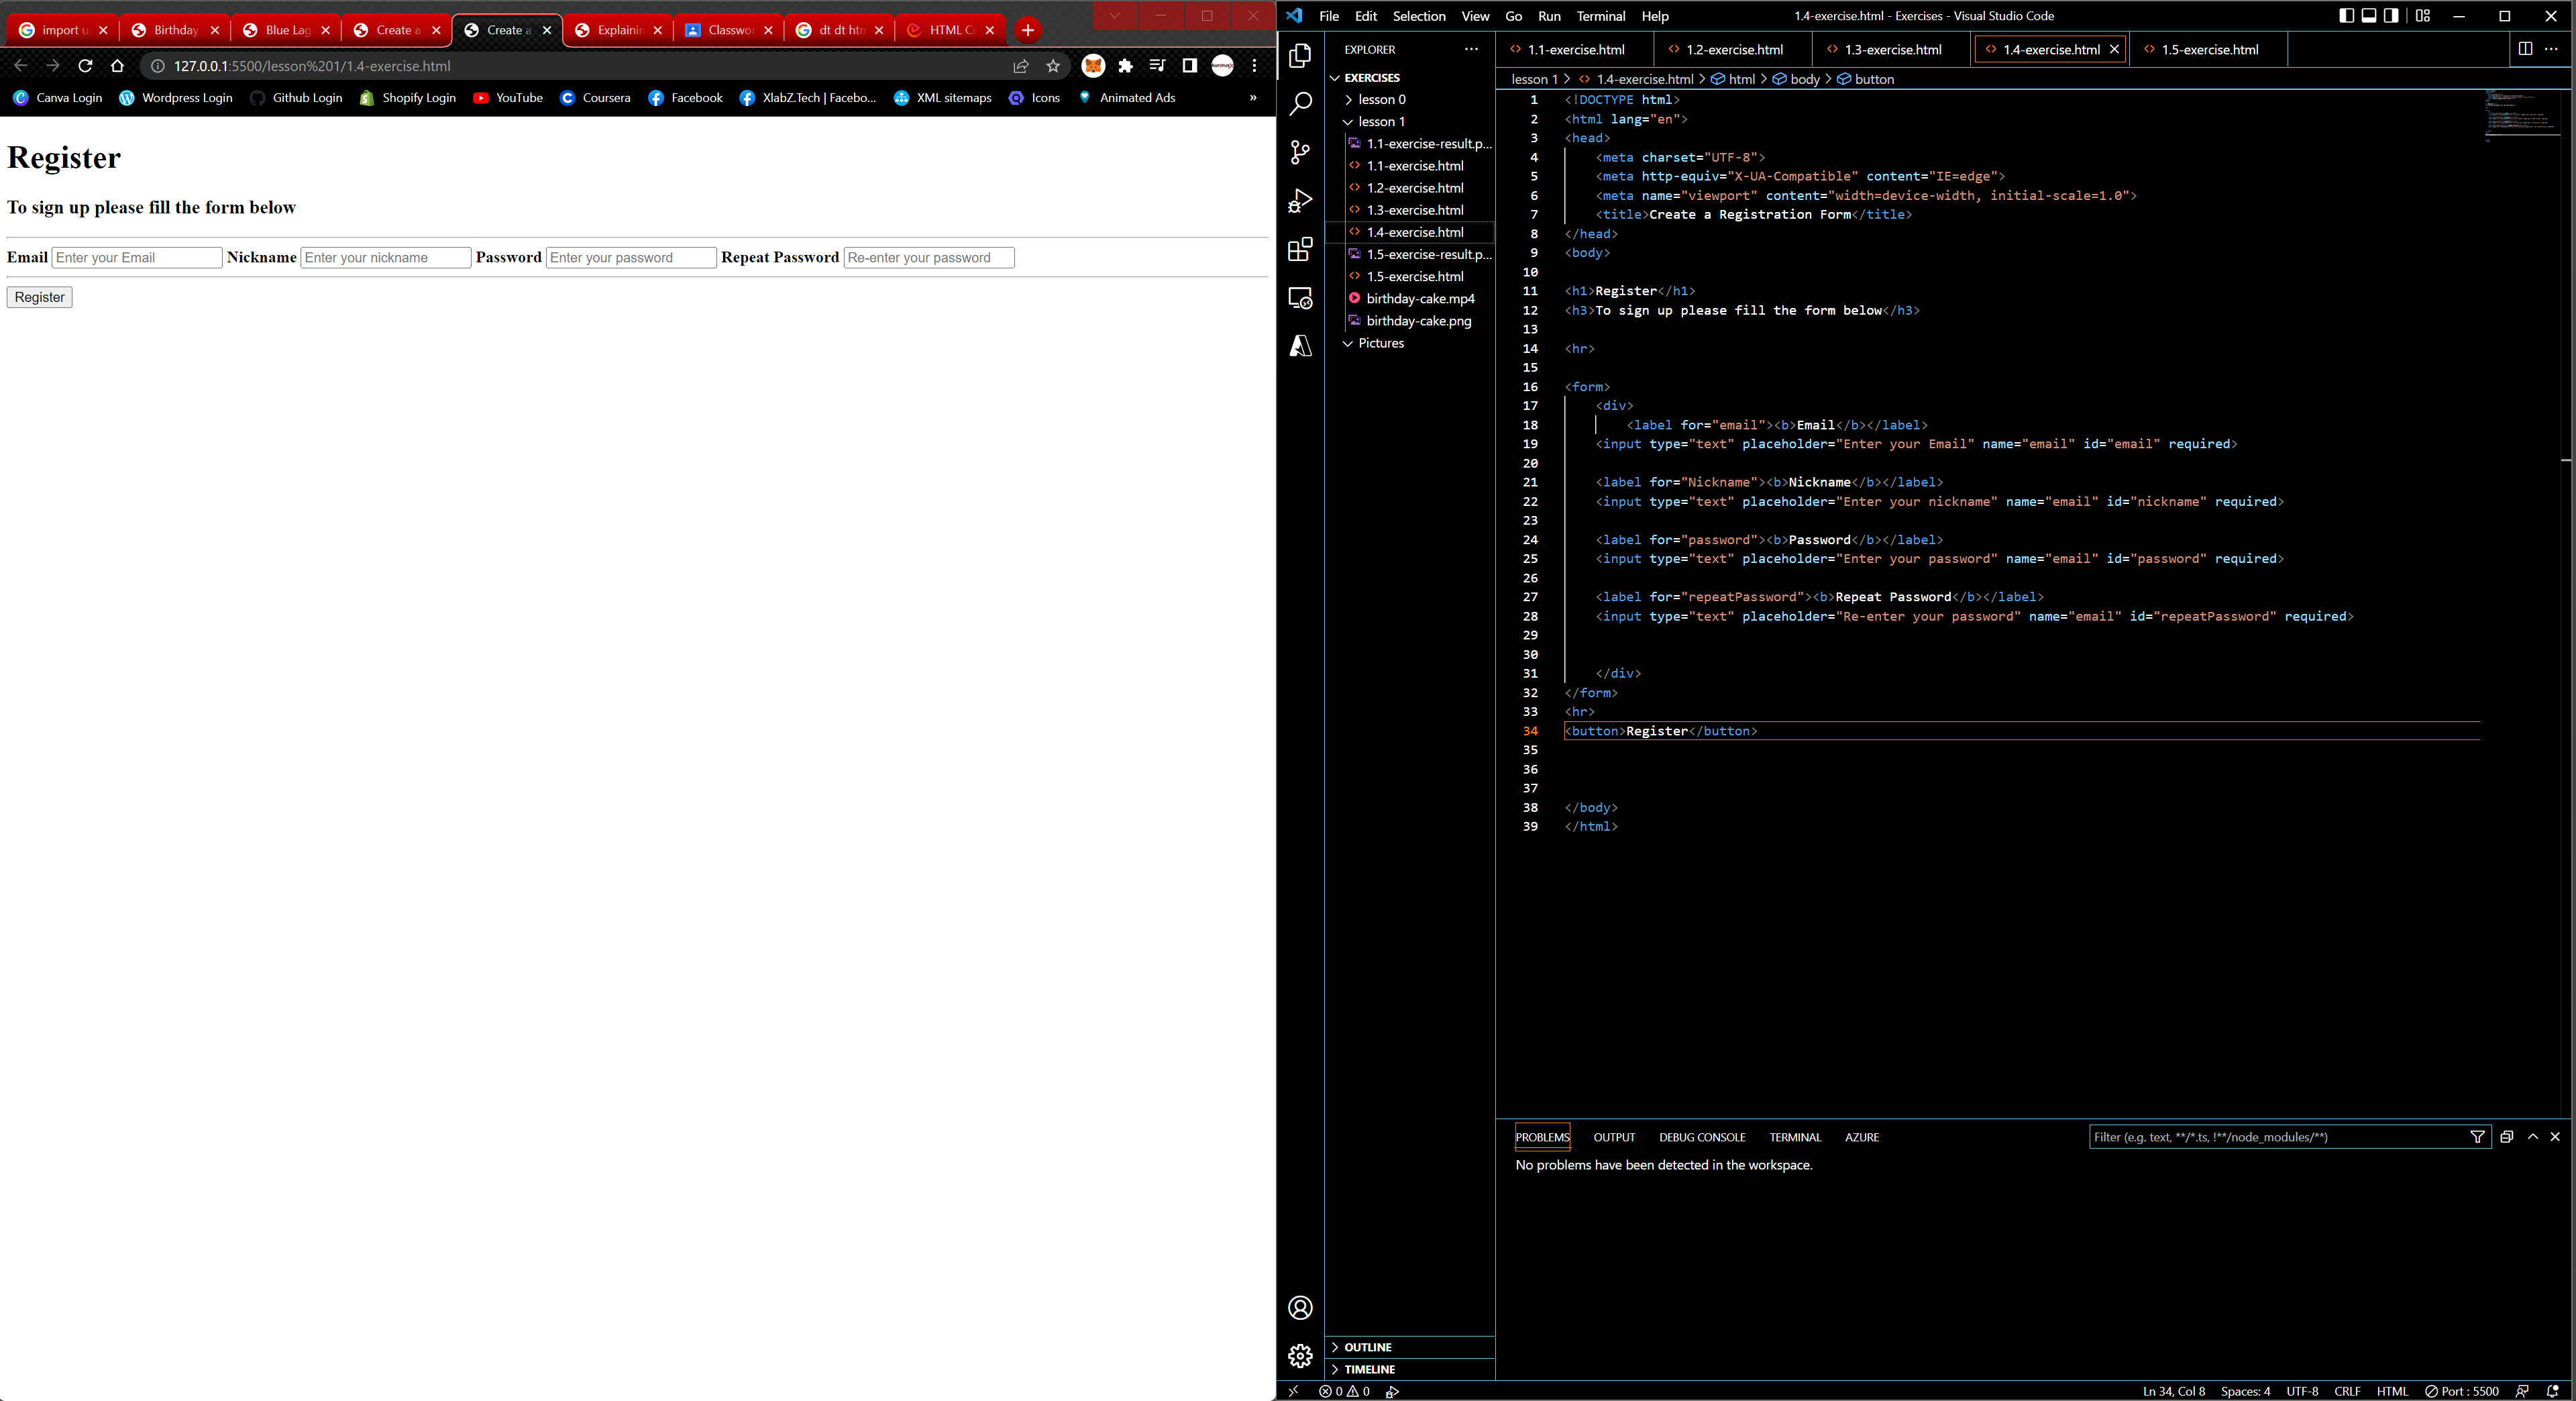 import u
Birthday
Blue Lag
Create a
Create a
Explainin
Classwor
dt dt htm
HTML Co
127.0.0.1:5500/lesson%201/1.4-exercise.html
Canva Login
Wordpress Login
Github Login
Shopify Login
YouTube
Coursera
Facebook
XlabZ.Tech | Facebo...
XML sitemaps
Icons
Animated Ads
»
Register
To sign up please fill the form below
Email Enter your Email Nickname Enter your nickname Password Enter your password Repeat Password Re-enter your password
Register
File Edit Selection View Go Run Terminal Help
1.4-exercise.html - Exercises - Visual Studio Code
EXPLORER
EXERCISES
lesson 0
lesson 1
1.1-exercise-result.p...
1.1-exercise.html
1.2-exercise.html
1.3-exercise.html
1.4-exercise.html
1.5-exercise-result.p...
1.5-exercise.html
birthday-cake.mp4
birthday-cake.png
Pictures
OUTLINE
TIMELINE
1.1-exercise.html
1.2-exercise.html
1.3-exercise.html
1.4-exercise.html
1.5-exercise.html
lesson 1 > 1.4-exercise.html > html > body > button
1 <!DOCTYPE html>
2 <html lang="en">
3 <head>
4 <meta charset="UTF-8">
5 <meta http-equiv="X-UA-Compatible" content="IE=edge">
6 <meta name="viewport" content="width=device-width, initial-scale=1.0">
7 <title>Create a Registration Form</title>
8 </head>
9 <body>
10
11 <h1>Register</h1>
12 <h3>To sign up please fill the form below</h3>
13
14 <hr>
15
16 <form>
17 <div>
18 <label for="email"><b>Email</b></label>
19 <input type="text" placeholder="Enter your Email" name="email" id="email" required>
20
21 <label for="Nickname"><b>Nickname</b></label>
22 <input type="text" placeholder="Enter your nickname" name="email" id="nickname" required>
23
24 <label for="password"><b>Password</b></label>
25 <input type="text" placeholder="Enter your password" name="email" id="password" required>
26
27 <label for="repeatPassword"><b>Repeat Password</b></label>
28 <input type="text" placeholder="Re-enter your password" name="email" id="repeatPassword" required>
29
30
31 </div>
32 </form>
33 <hr>
34 <button>Register</button>
35
36
37
38 </body>
39 </html>
PROBLEMS OUTPUT DEBUG CONSOLE TERMINAL AZURE
Filter (e.g. text, **/*.ts, !**/node_modules/**)
No problems have been detected in the workspace.
0 0
Ln 34, Col 8 Spaces: 4 UTF-8 CRLF HTML Port : 5500